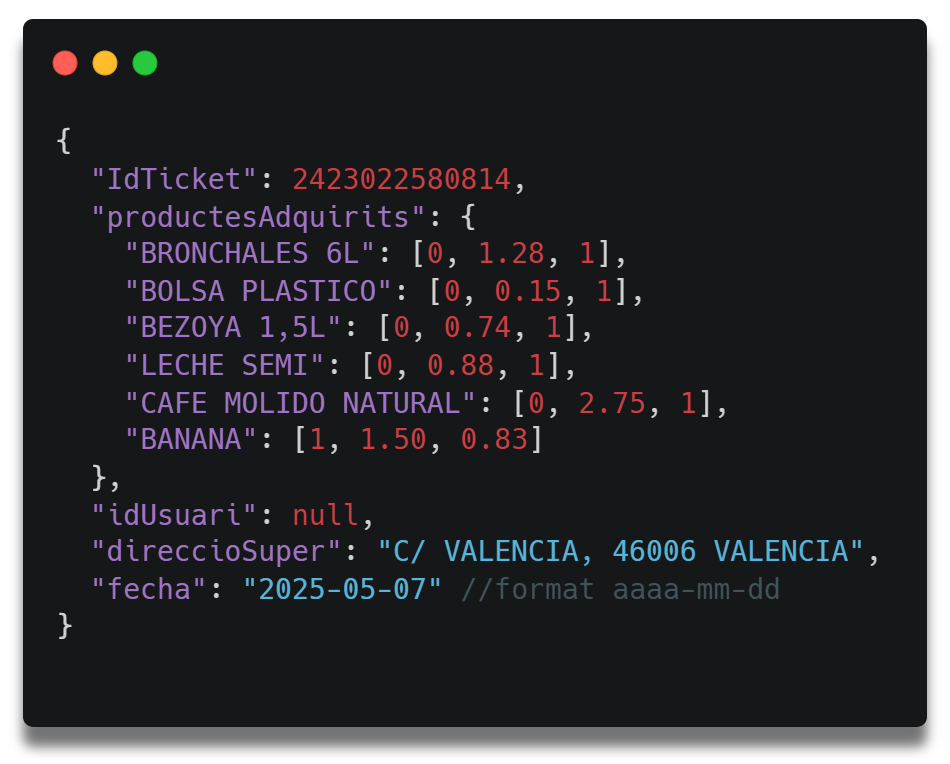 {
  "IdTicket": 2423022580814,
  "productesAdquirits": {
    "BRONCHALES 6L": [0, 1.28, 1],
    "BOLSA PLASTICO": [0, 0.15, 1],
    "BEZOYA 1,5L": [0, 0.74, 1],
    "LECHE SEMI": [0, 0.88, 1],
    "CAFE MOLIDO NATURAL": [0, 2.75, 1],
    "BANANA": [1, 1.50, 0.83]
  },
  "idUsuari": null,
  "direccioSuper": "C/ VALENCIA, 46006 VALENCIA",
  "fecha": "2025-05-07" //format aaaa-mm-dd
}